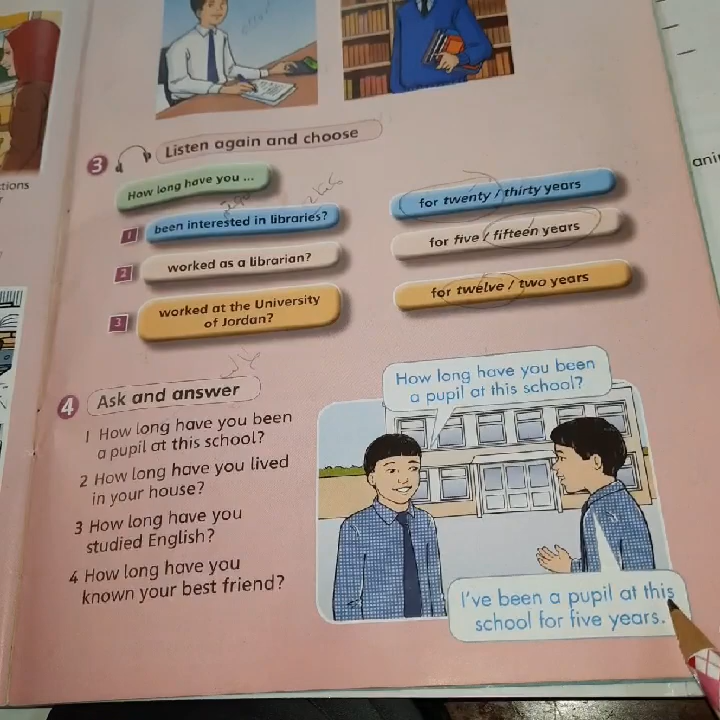 3 Listen again and choose
How long have you ...
1 been interested in libraries?
for twenty / thirty years
2 worked as a librarian?
for five / fifteen years
3 worked at the University
of Jordan?
for twelve / two years
4 Ask and answer
1 How long have you been
a pupil at this school?
2 How long have you lived
in your house?
3 How long have you
studied English?
4 How long have you
known your best friend?
How long have you been
a pupil at this school?
I've been a pupil at this
school for five years.